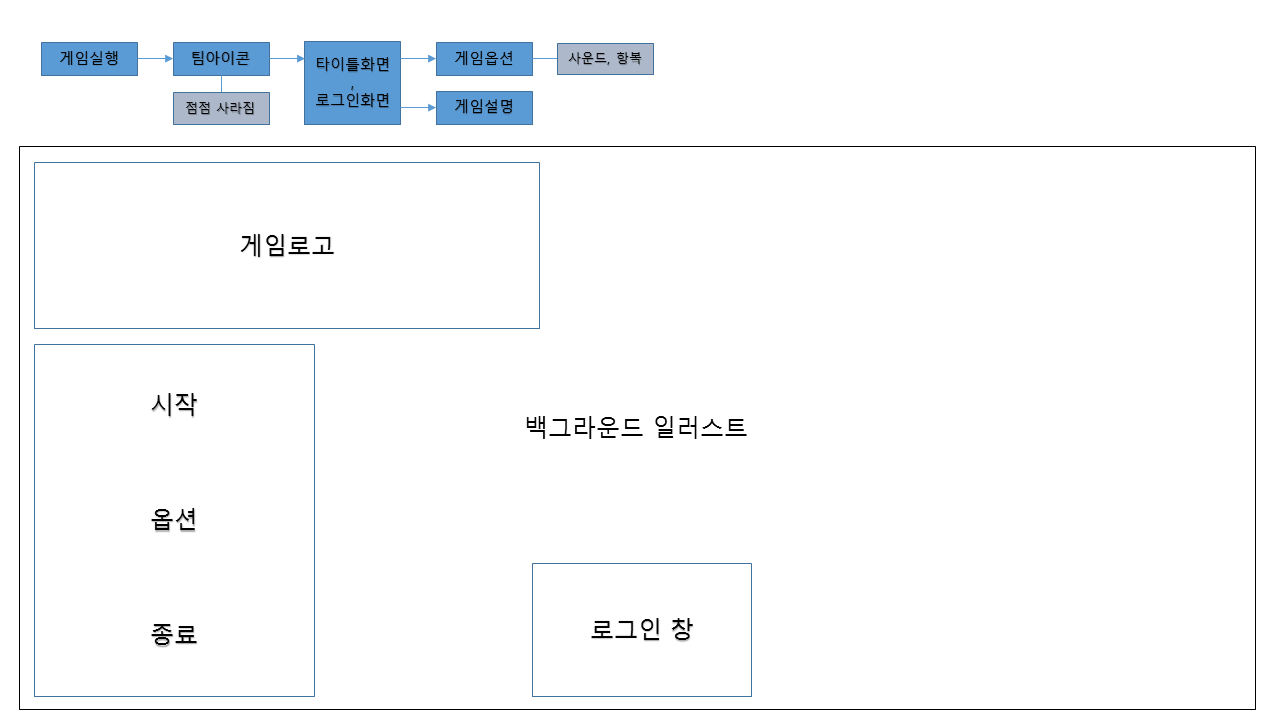 게임실행
팀아이콘
타이틀화면
,
로그인화면
게임옵션
사운드, 항복
점점 사라짐
게임설명
게임로고
시작
옵션
종료
백그라운드 일러스트
로그인 창